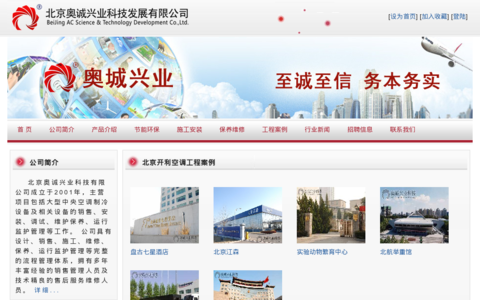 北京奥诚兴业科技发展有限公司
BeiJing AC Science & Technology Development Co.,Ltd.
[设为首页] [加入收藏] [登陆]
奥城兴业
至诚至信 务本务实
首 页 公司简介 产品介绍 节能环保 施工安装 保养维修 工程案例 行业新闻 招聘信息 联系我们
公司简介
北京奥诚兴业科技有限
公司成立于2001年，主营
项目包括大型中央空调制冷
设备及相关设备的销售、安
装、调试、维护保养、运行
监护管理等工作。公司具有
设计、销售、施工、维修、
保养、运行监护管理等完整
的流程管理体系，拥有多年
丰富经验的销售管理人员及
技术精良的售后服务维修人
员。 详细...
北京开利空调工程案例
盘古七星酒店
北京江森
实验动物繁育中心
北航举重馆